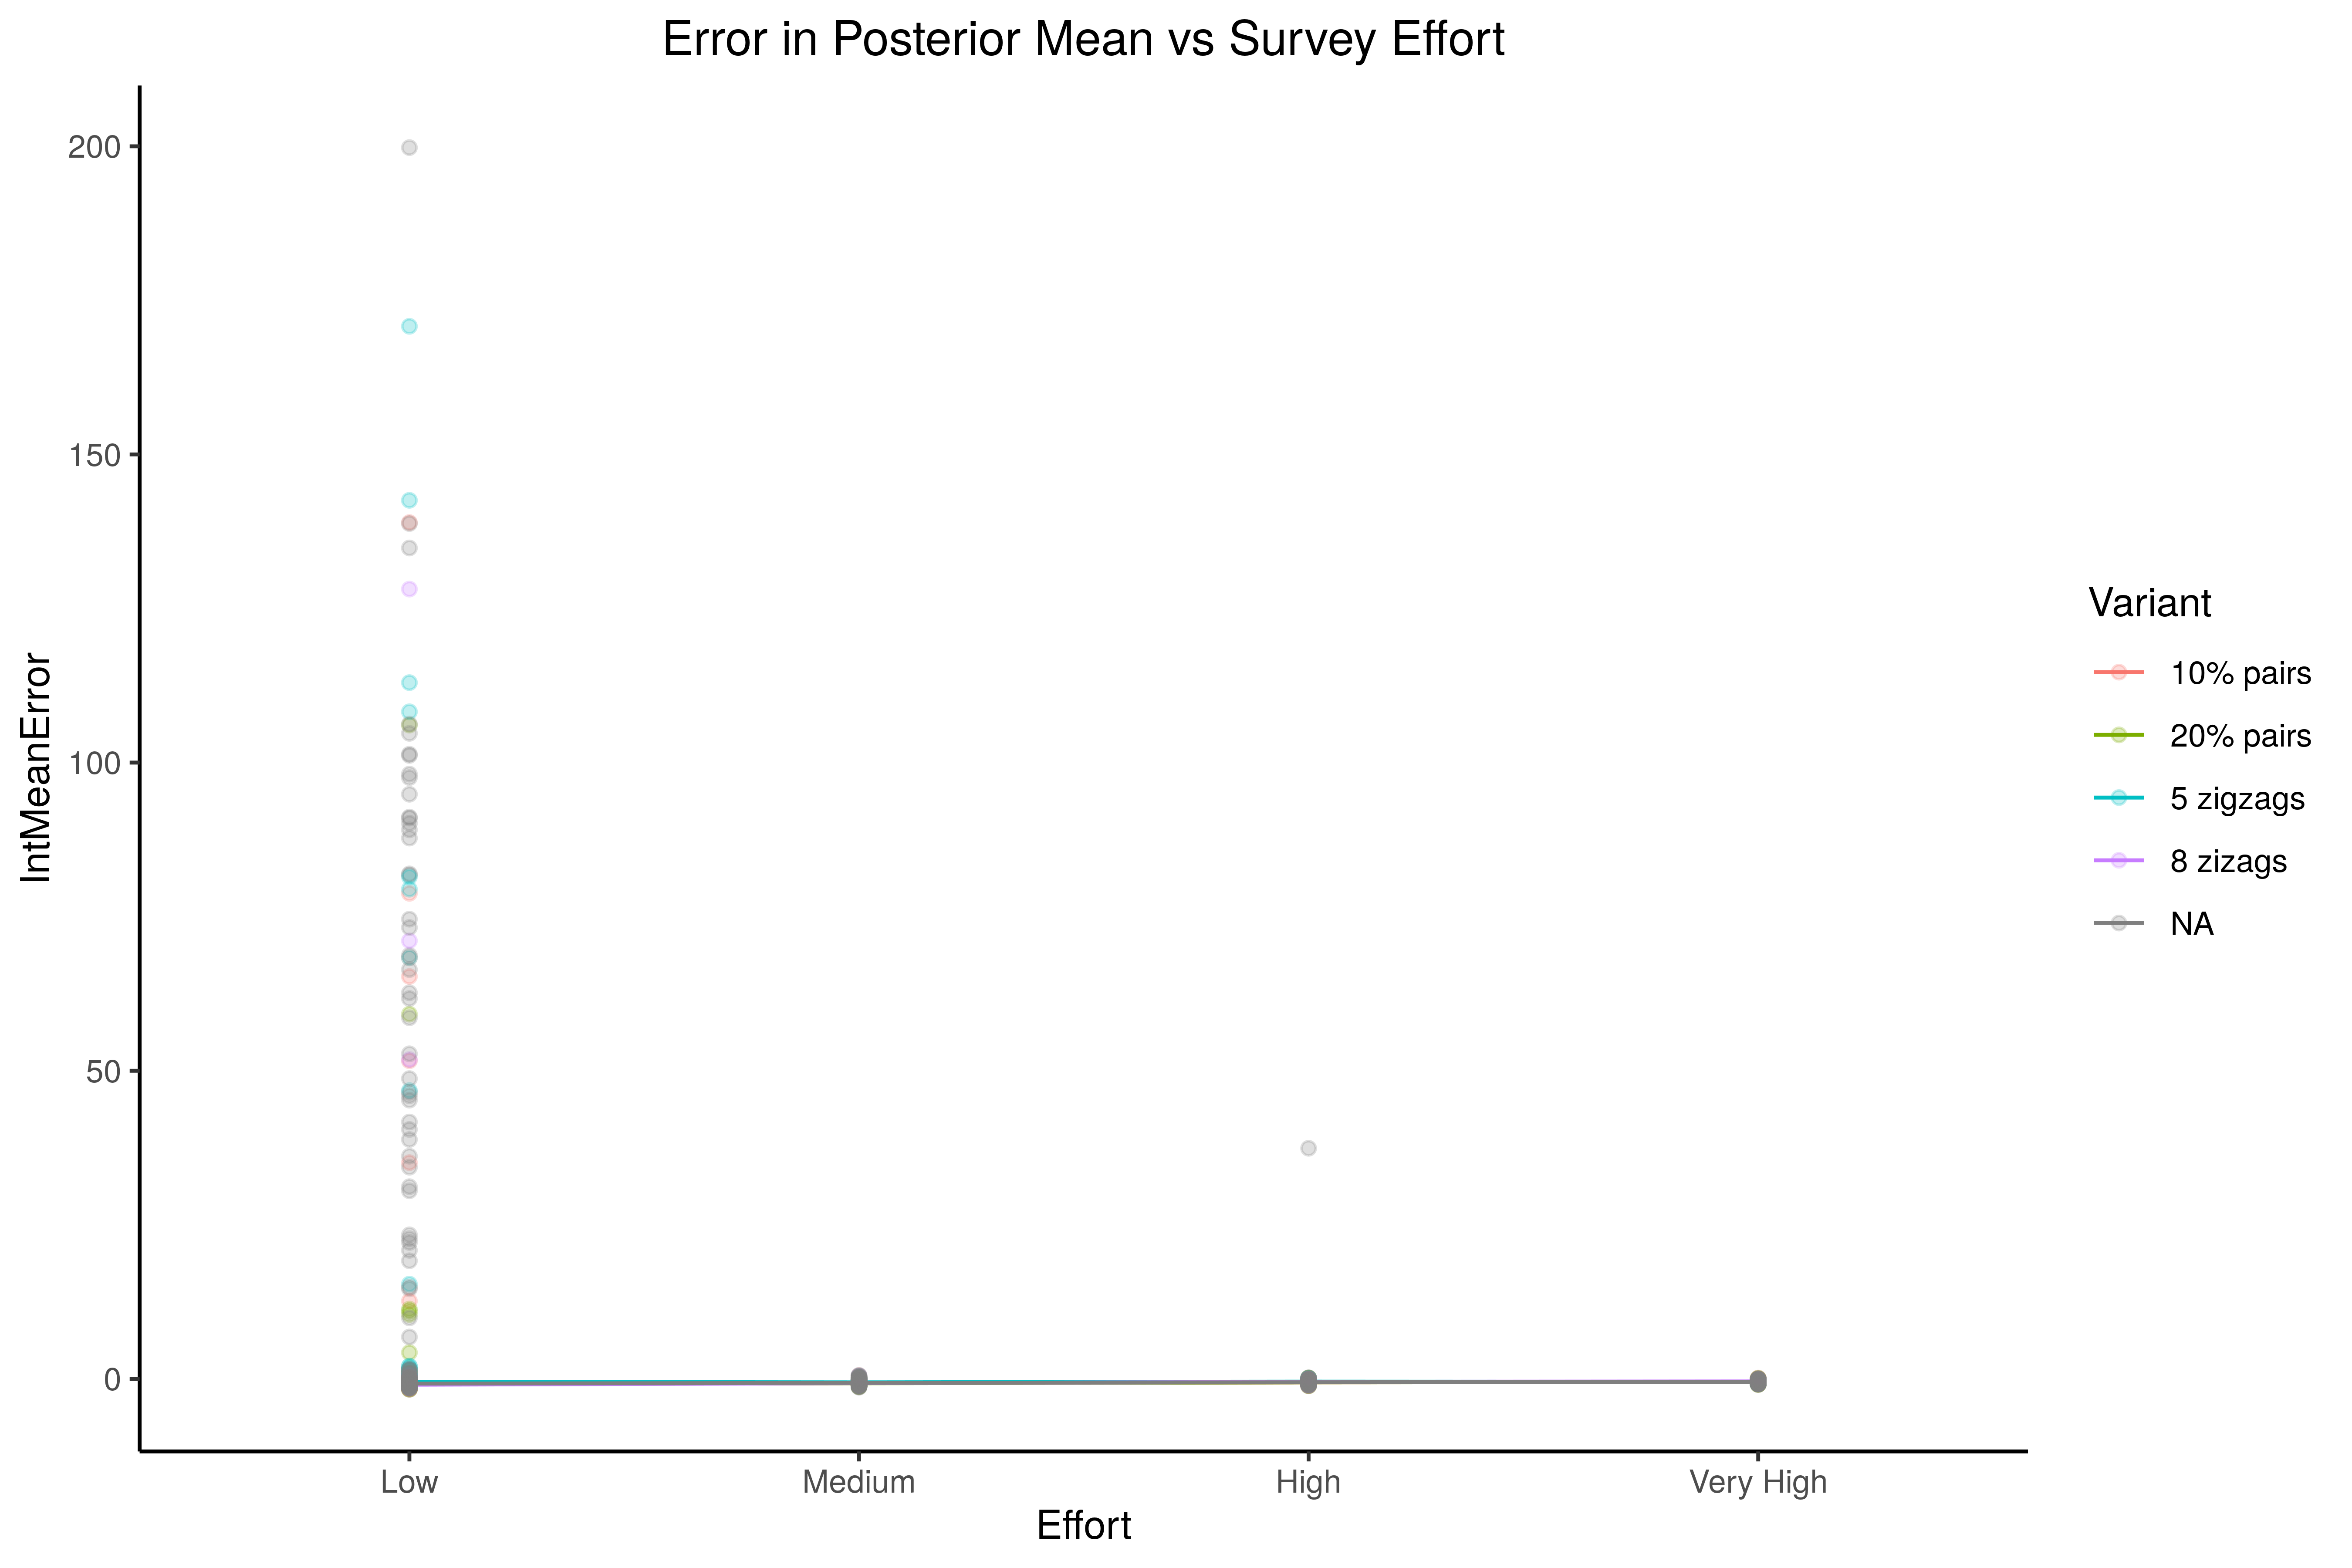 Error in Posterior Mean vs Survey Effort
IntMeanError
200
150
100
50
0
Low
Medium
High
Very High
Effort
Variant
10% pairs
20% pairs
5 zigzags
8 zizags
NA